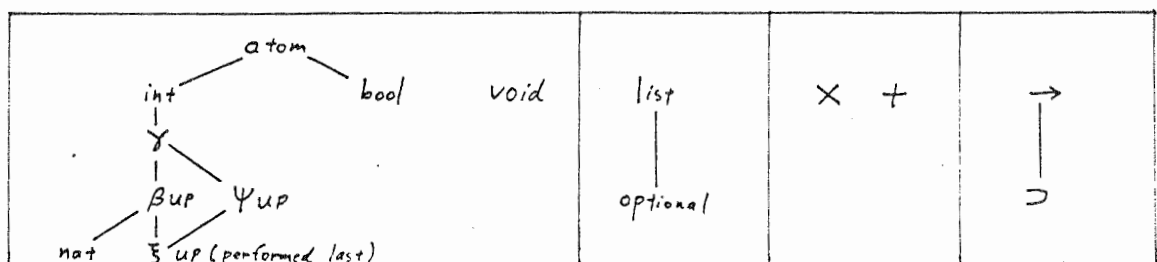 atom
int bool void list × + →
γ
βup ψup optional ⊃
nat ξ up (performed last)